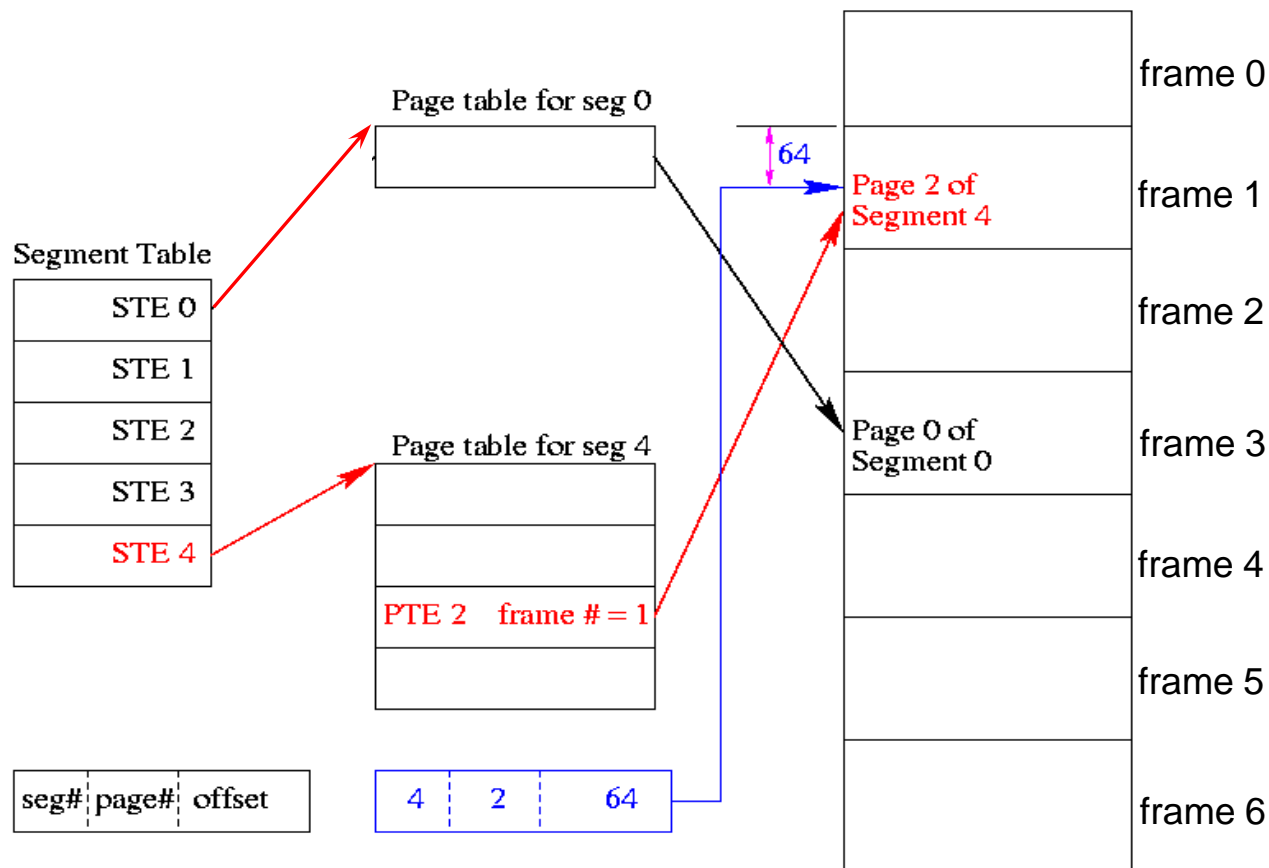 frame 0
Page table for seg 0
64
Page 2 of
Segment 4
frame 1
Segment Table
STE 0
STE 1
STE 2
STE 3
STE 4
frame 2
Page 0 of
Segment 0
frame 3
Page table for seg 4
PTE 2 frame # = 1
frame 4
frame 5
seg# page# offset
4 2 64
frame 6